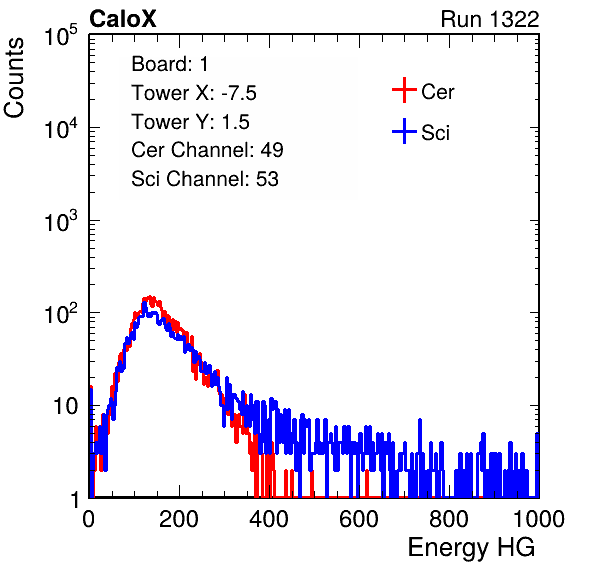 CaloX Run 1322
Counts
10^5
10^4
10^3
10^2
10
1
Board: 1
Tower X: -7.5
Tower Y: 1.5
Cer Channel: 49
Sci Channel: 53
Cer
Sci
0 200 400 600 800 1000
Energy HG